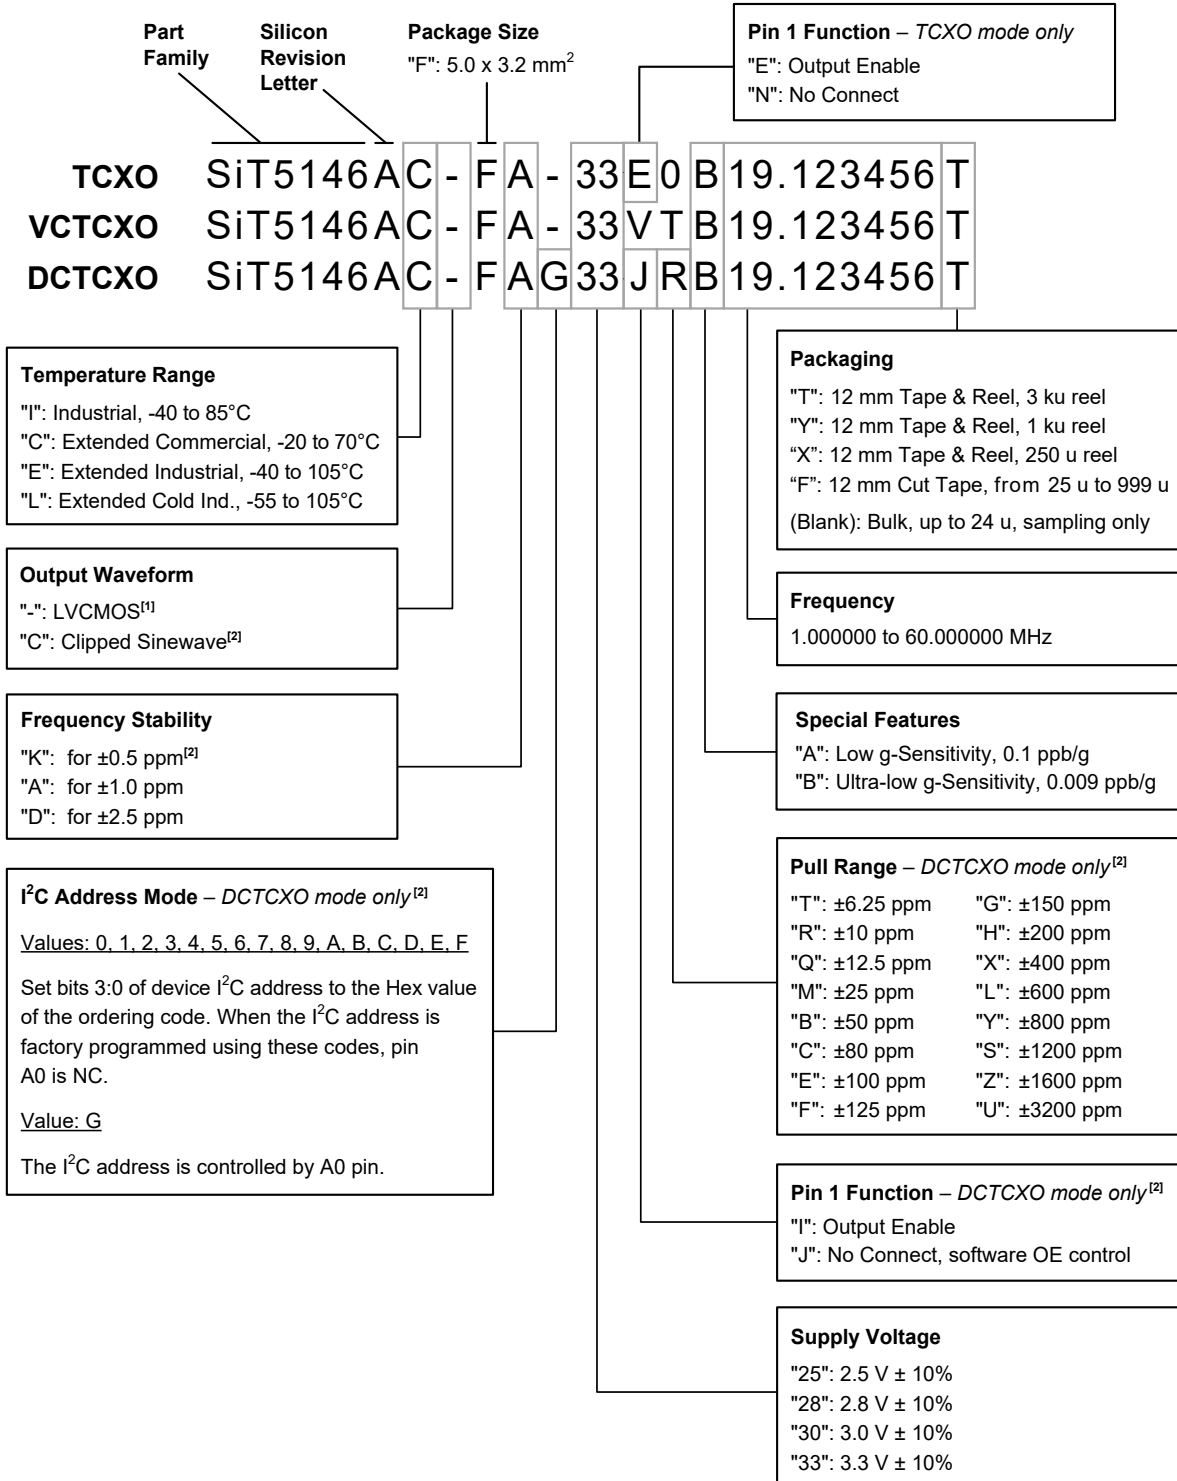 Part Family
Silicon Revision Letter
Package Size
"F": 5.0 x 3.2 mm2
Pin 1 Function – TCXO mode only
"E": Output Enable
"N": No Connect
TCXO SiT5146AC-FA-33E0B19.123456T
VCTCXO SiT5146AC-FA-33VTB19.123456T
DCTCXO SiT5146AC-FAG33JRB19.123456T
Temperature Range
"I": Industrial, -40 to 85°C
"C": Extended Commercial, -20 to 70°C
"E": Extended Industrial, -40 to 105°C
"L": Extended Cold Ind., -55 to 105°C
Output Waveform
"-": LVCMOS[1]
"C": Clipped Sinewave[2]
Frequency Stability
"K": for ±0.5 ppm[2]
"A": for ±1.0 ppm
"D": for ±2.5 ppm
I2C Address Mode – DCTCXO mode only[2]
Values: 0, 1, 2, 3, 4, 5, 6, 7, 8, 9, A, B, C, D, E, F
Set bits 3:0 of device I2C address to the Hex value
of the ordering code. When the I2C address is
factory programmed using these codes, pin
A0 is NC.
Value: G
The I2C address is controlled by A0 pin.
Packaging
"T": 12 mm Tape & Reel, 3 ku reel
"Y": 12 mm Tape & Reel, 1 ku reel
“X”: 12 mm Tape & Reel, 250 u reel
“F”: 12 mm Cut Tape, from 25 u to 999 u
(Blank): Bulk, up to 24 u, sampling only
Frequency
1.000000 to 60.000000 MHz
Special Features
"A": Low g-Sensitivity, 0.1 ppb/g
"B": Ultra-low g-Sensitivity, 0.009 ppb/g
Pull Range – DCTCXO mode only[2]
"T": ±6.25 ppm "G": ±150 ppm
"R": ±10 ppm "H": ±200 ppm
"Q": ±12.5 ppm "X": ±400 ppm
"M": ±25 ppm "L": ±600 ppm
"B": ±50 ppm "Y": ±800 ppm
"C": ±80 ppm "S": ±1200 ppm
"E": ±100 ppm "Z": ±1600 ppm
"F": ±125 ppm "U": ±3200 ppm
Pin 1 Function – DCTCXO mode only[2]
"I": Output Enable
"J": No Connect, software OE control
Supply Voltage
"25": 2.5 V ± 10%
"28": 2.8 V ± 10%
"30": 3.0 V ± 10%
"33": 3.3 V ± 10%